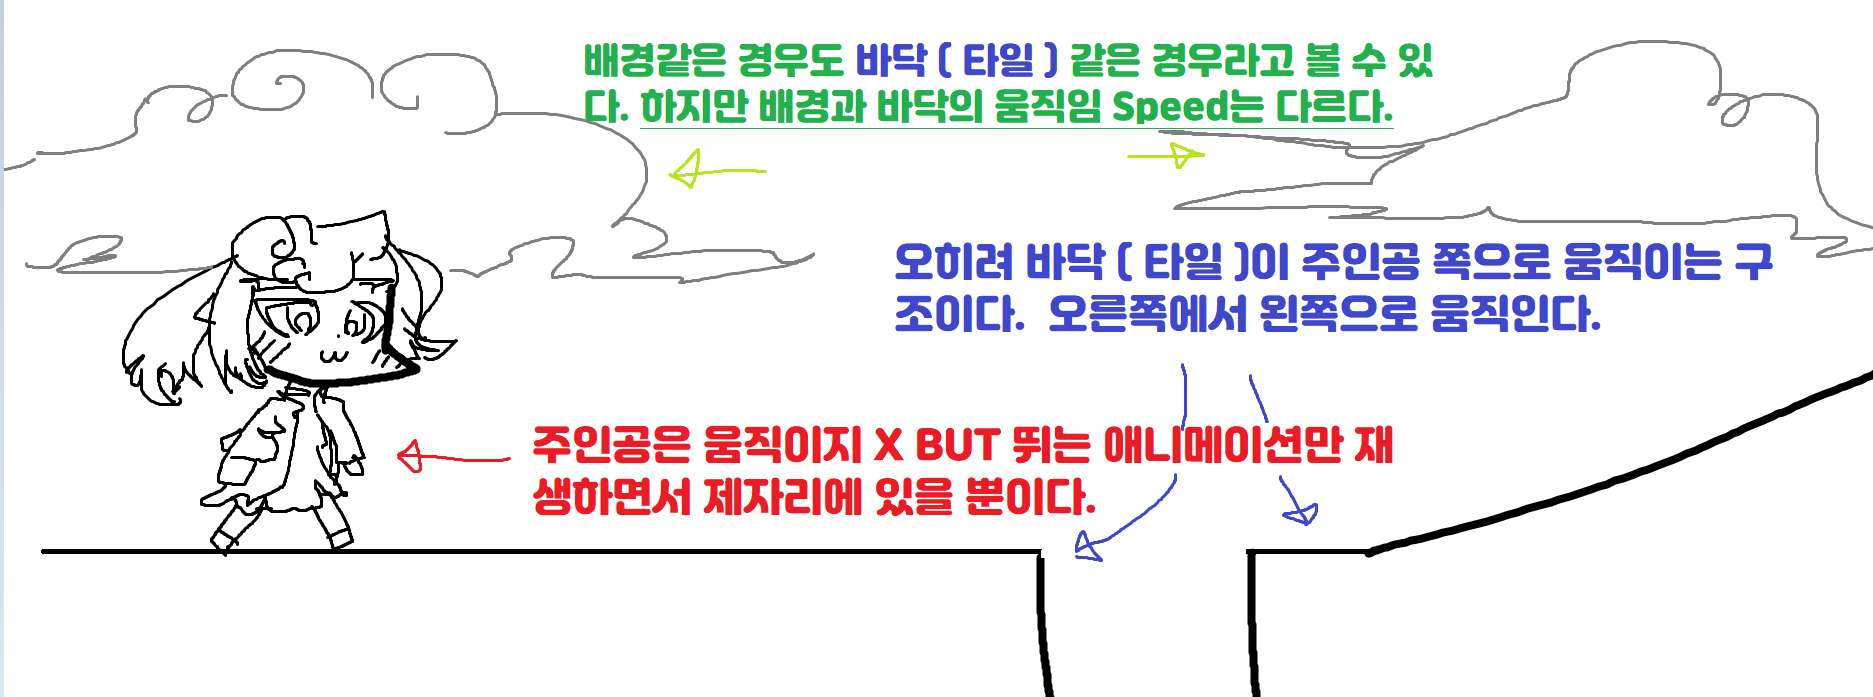 배경같은 경우도 바닥 ( 타일 ) 같은 경우라고 볼 수 있
다. 하지만 배경과 바닥의 움직임 Speed는 다르다.
오히려 바닥 ( 타일 )이 주인공 쪽으로 움직이는 구
조이다. 오른쪽에서 왼쪽으로 움직인다.
주인공은 움직이지 X BUT 뛰는 애니메이션만 재
생하면서 제자리에 있을 뿐이다.